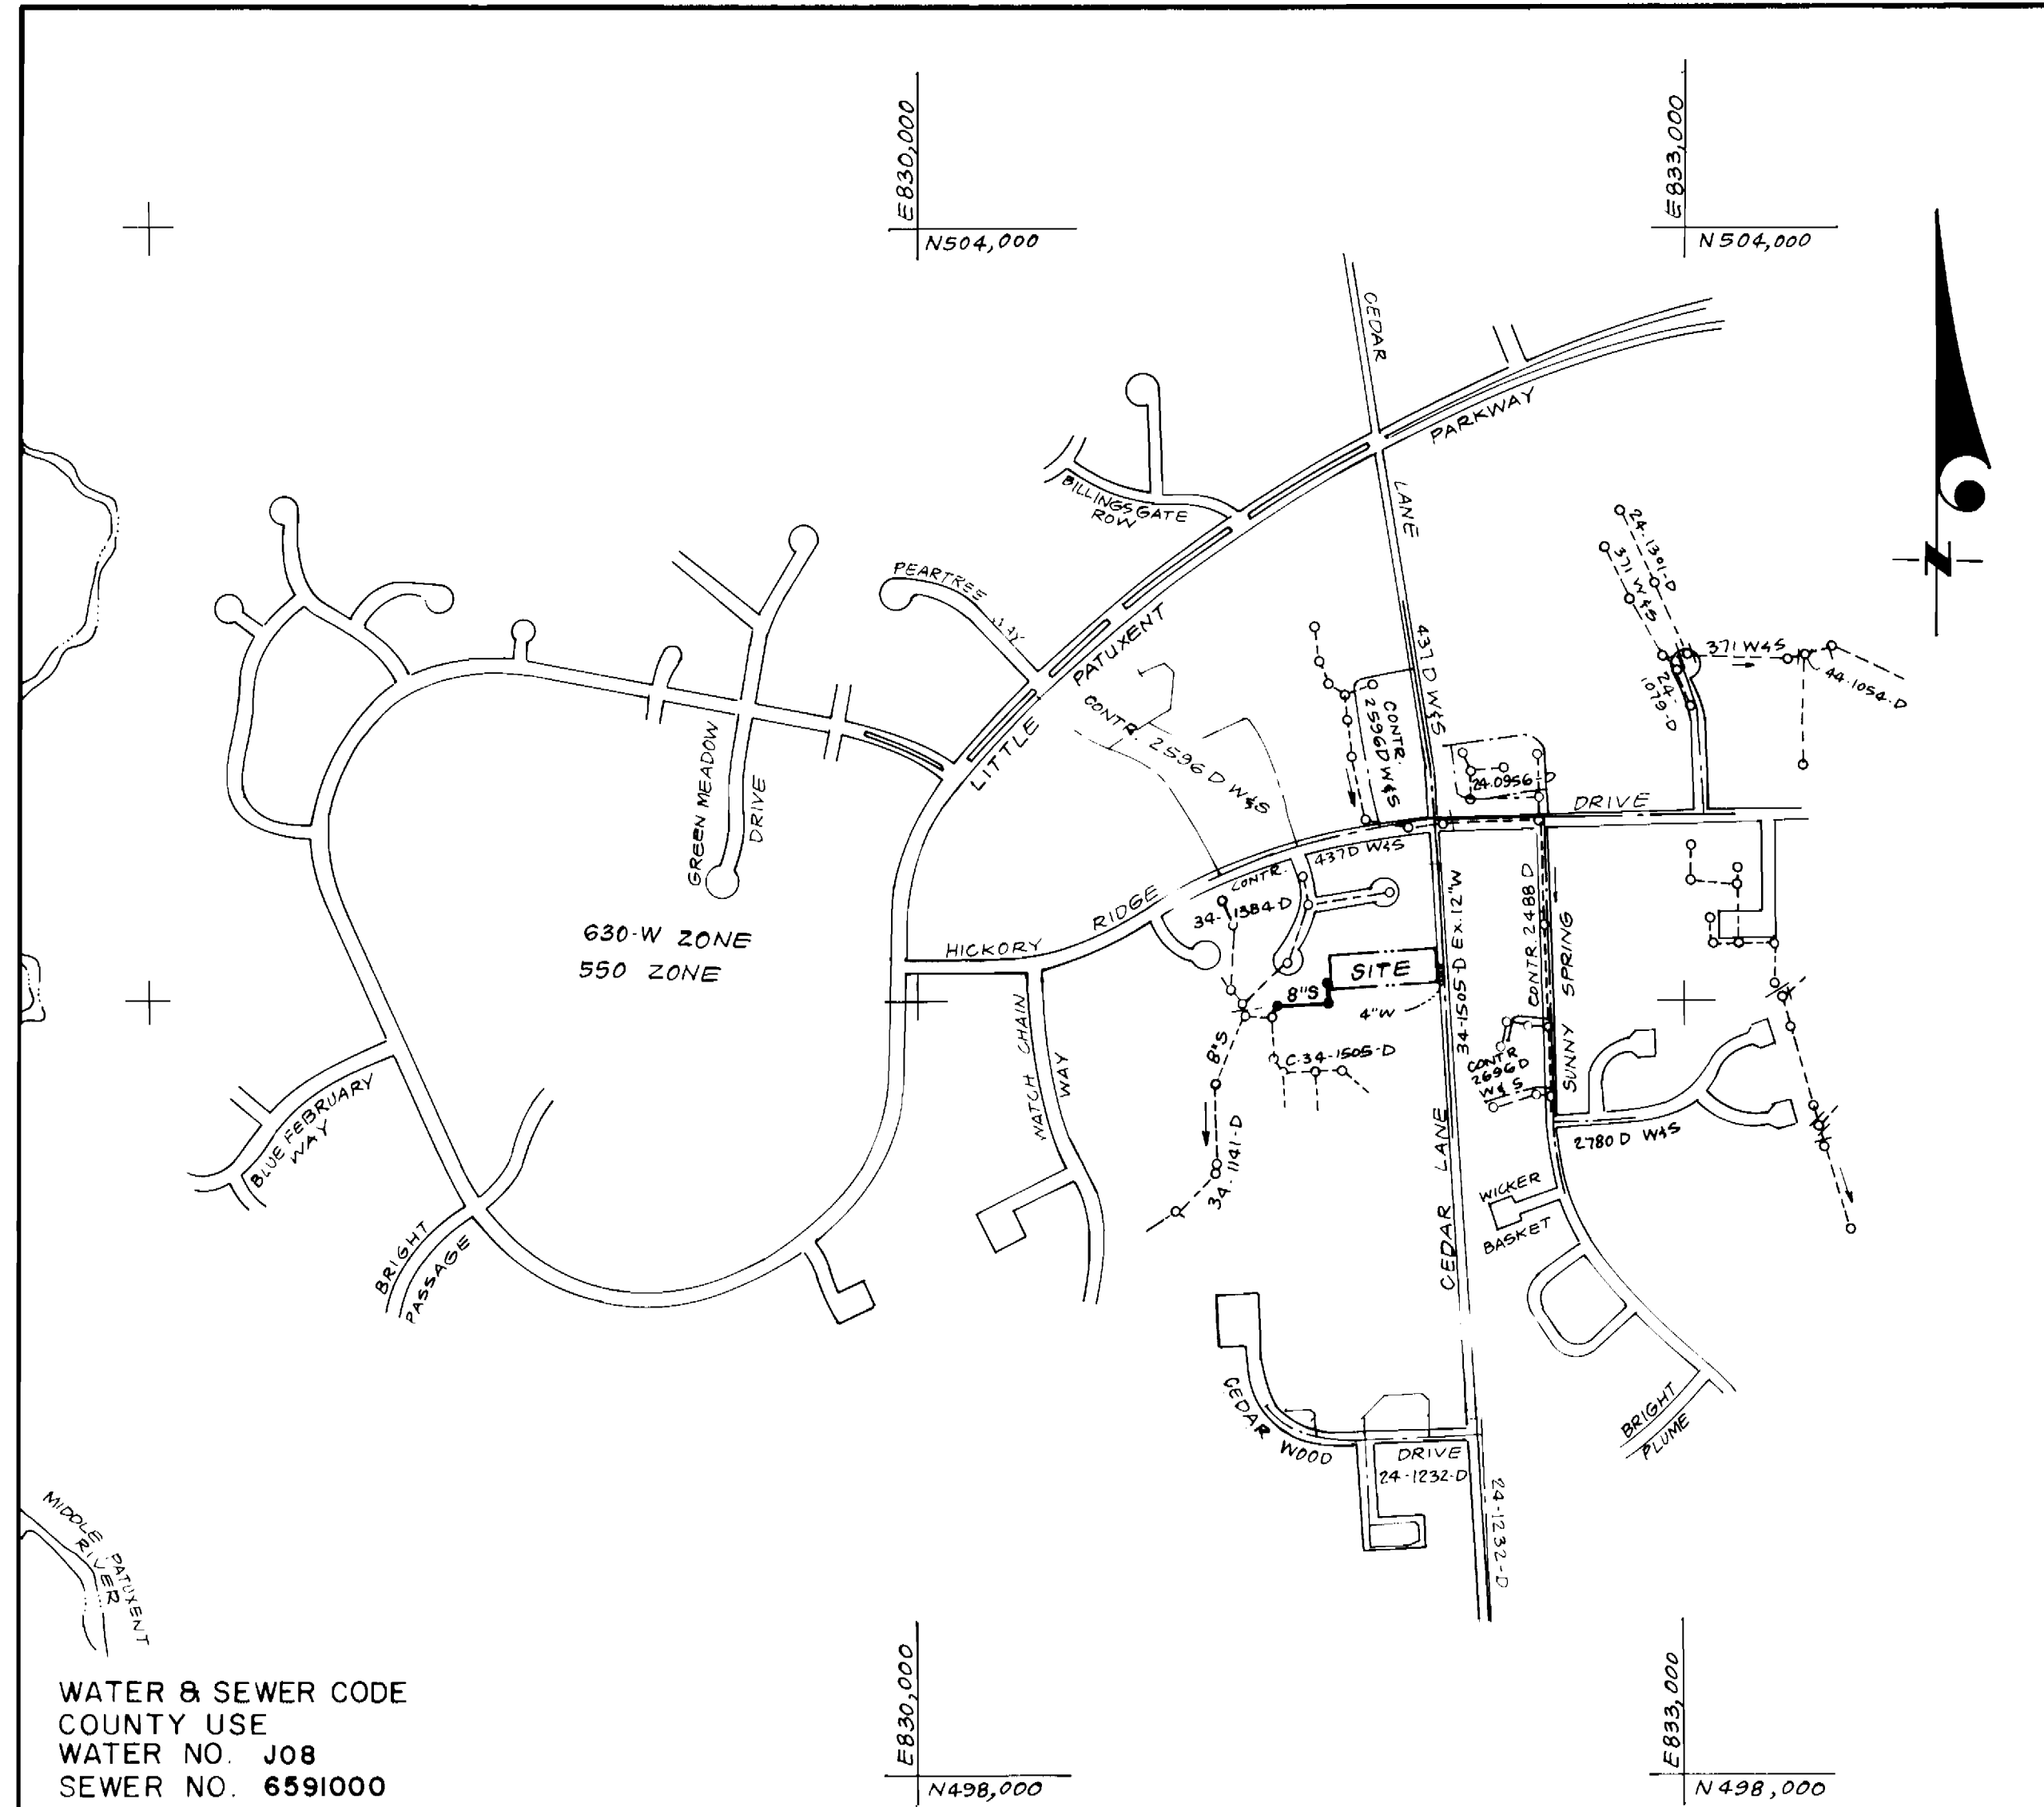 E830,000
N504,000
E833,000
N504,000
CEDAR
PARKWAY
LANE
BILLINGSGATE
ROW
24-1301-D
371 W&S
PEARTREE
WAY
PATUXENT
LITTLE
437 D W&S
371 W&S
44-1054-D
24-
1079-D
CONTR. 2596 D W&S
CONTR.
2596D W&S
24-0956-D
DRIVE
GREEN MEADOW
DRIVE
437D W&S
CONTR.
34-1384-D
RIDGE
HICKORY
630-W ZONE
550 ZONE
SITE
8"S
4"W
34-1505-D Ex.12"W
CONTR. 2488 D
SUNNY SPRING
WATCH CHAIN
WAY
8"S
C.34-1505-D
CONTR
2696D
W&S
34-1141-D
2780 D W&S
BLUE FEBRUARY
WAY
CEDAR LANE
WICKER
BASKET
BRIGHT
PASSAGE
CEDAR WOOD
DRIVE
24-1232-D
24-1232-D
BRIGHT
PLUME
MIDDLE PATUXENT
RIVER
N
WATER & SEWER CODE
COUNTY USE
WATER NO. J08
SEWER NO. 6591000
E830,000
N498,000
E833,000
N498,000